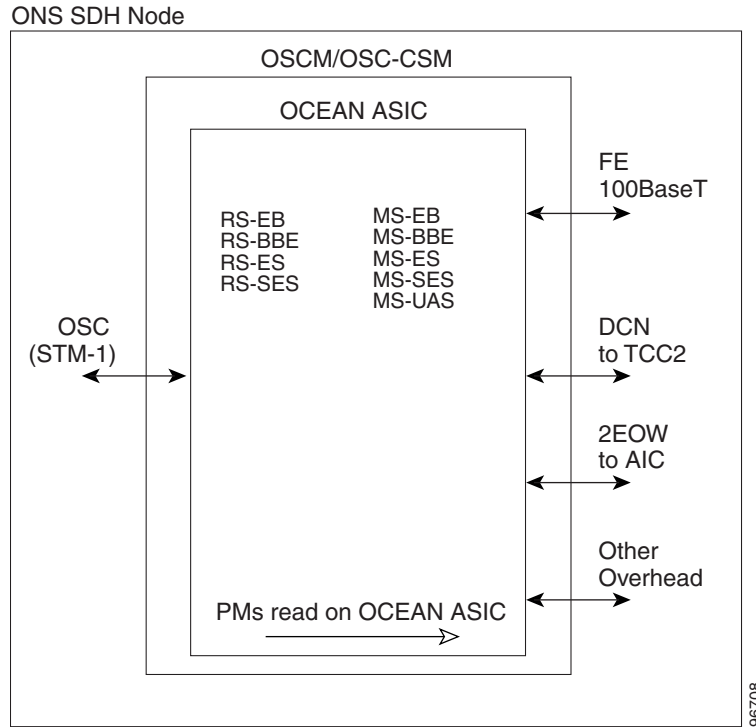 ONS SDH Node
OSCM/OSC-CSM
OCEAN ASIC
FE
100BaseT
RS-EB
RS-BBE
RS-ES
RS-SES
MS-EB
MS-BBE
MS-ES
MS-SES
MS-UAS
OSC
(STM-1)
DCN
to TCC2
2EOW
to AIC
Other
Overhead
PMs read on OCEAN ASIC
90798